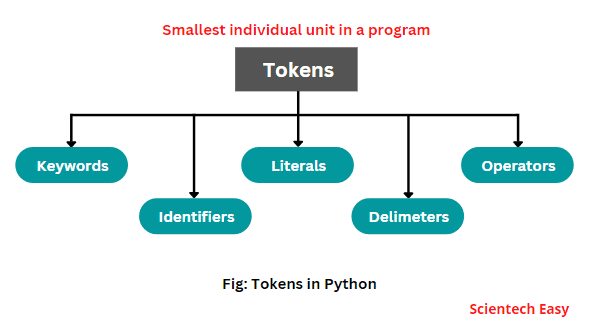 Smallest individual unit in a program
Tokens
Keywords
Literals
Operators
Identifiers
Delimeters
Fig: Tokens in Python
Scientech Easy